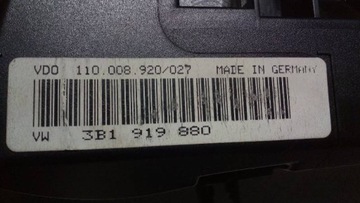 VDO 110.008.920/027 MADE IN GERMANY
VW 3B1 919 880